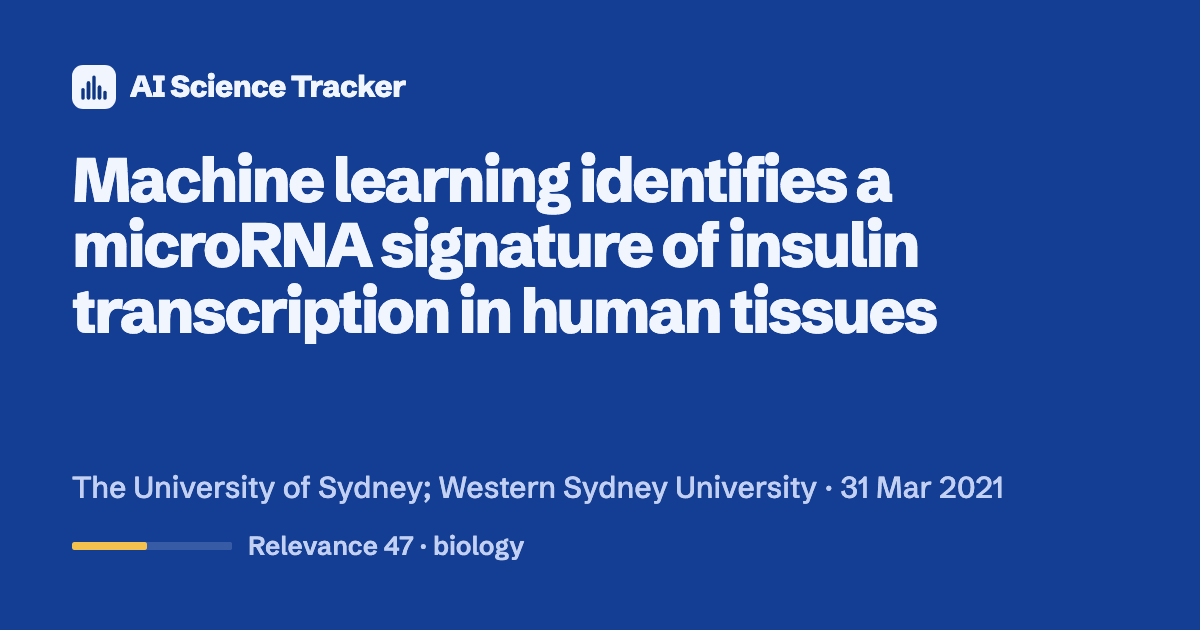 AI Science Tracker
Machine learning identifies a
microRNA signature of insulin
transcription in human tissues
The University of Sydney; Western Sydney University · 31 Mar 2021
Relevance 47 · biology